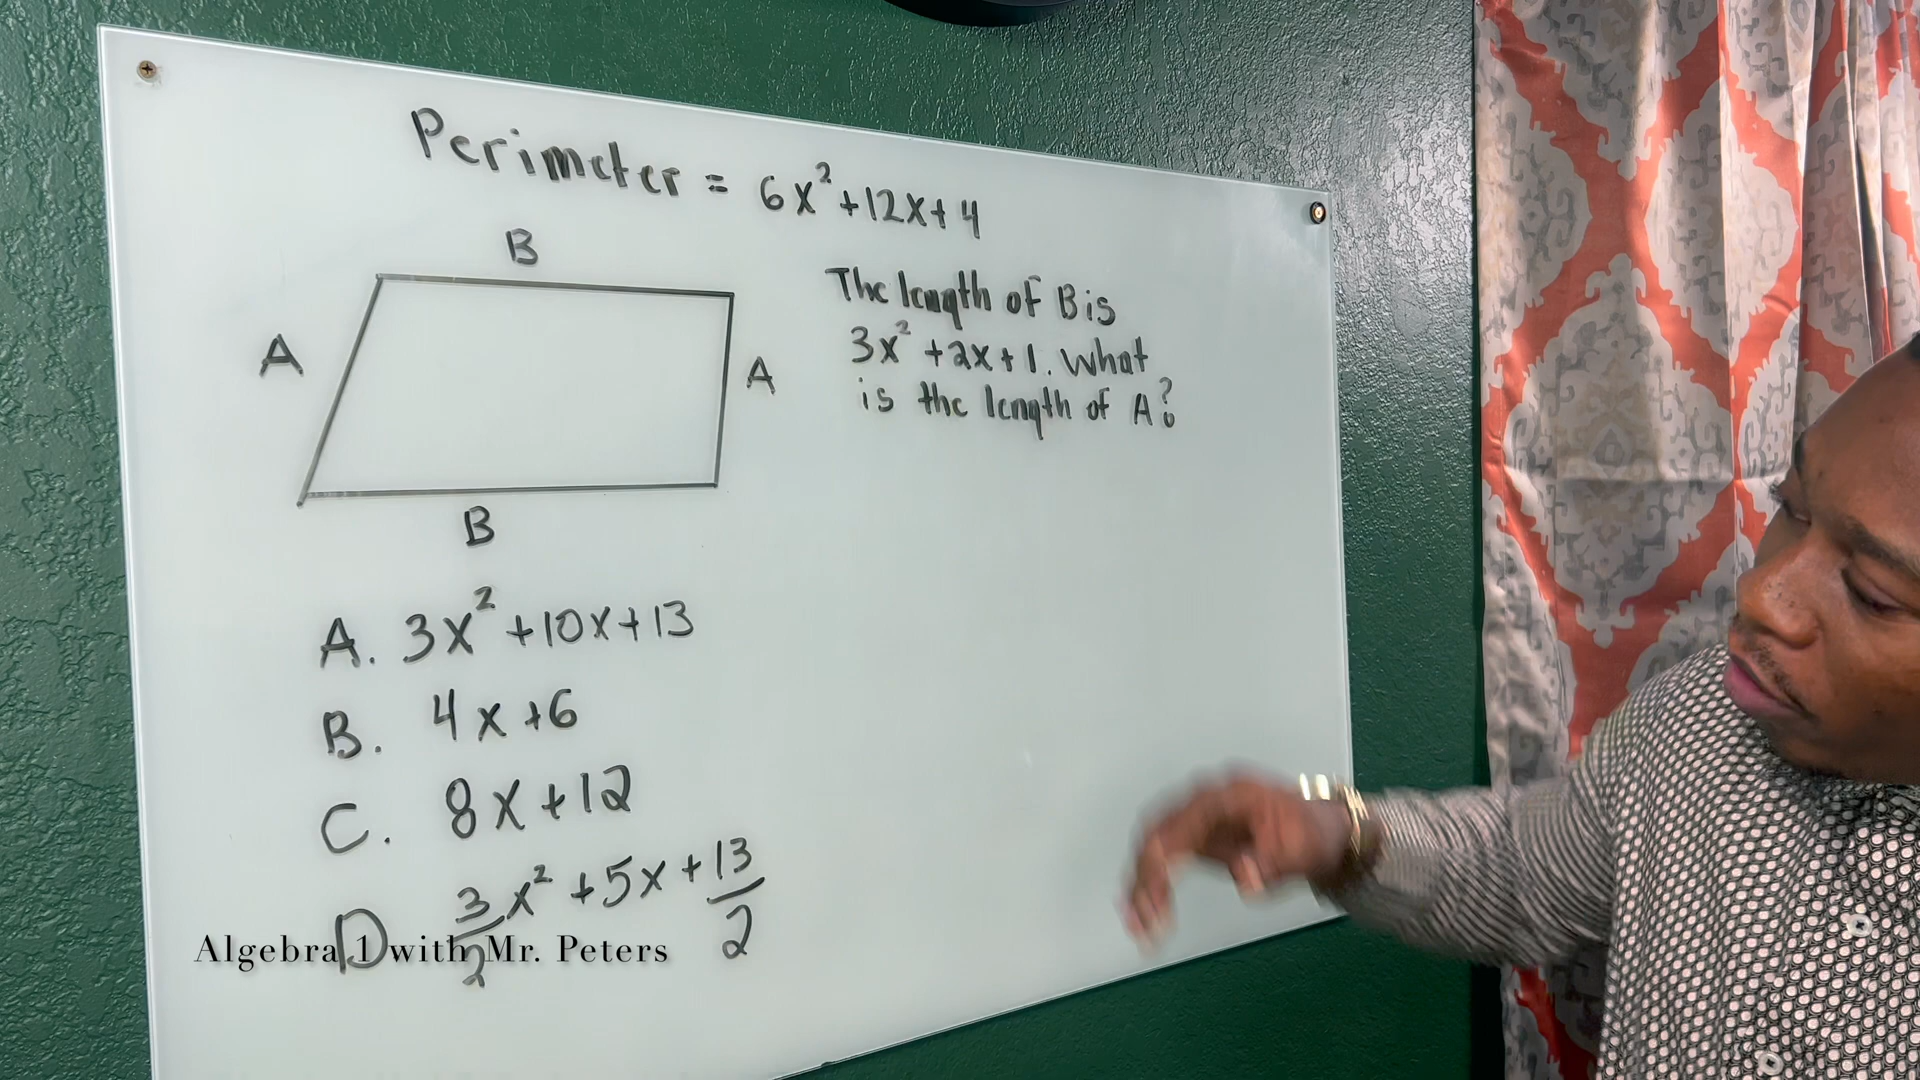 Perimeter = 6x²+12x+4
B
A
A
B
The length of B is
3x²+2x+1. What
is the length of A?
A. 3x²+10x+13
B. 4x+6
C. 8x+12
D 3/2 x²+5x+13/2
Algebra 1 with Mr. Peters